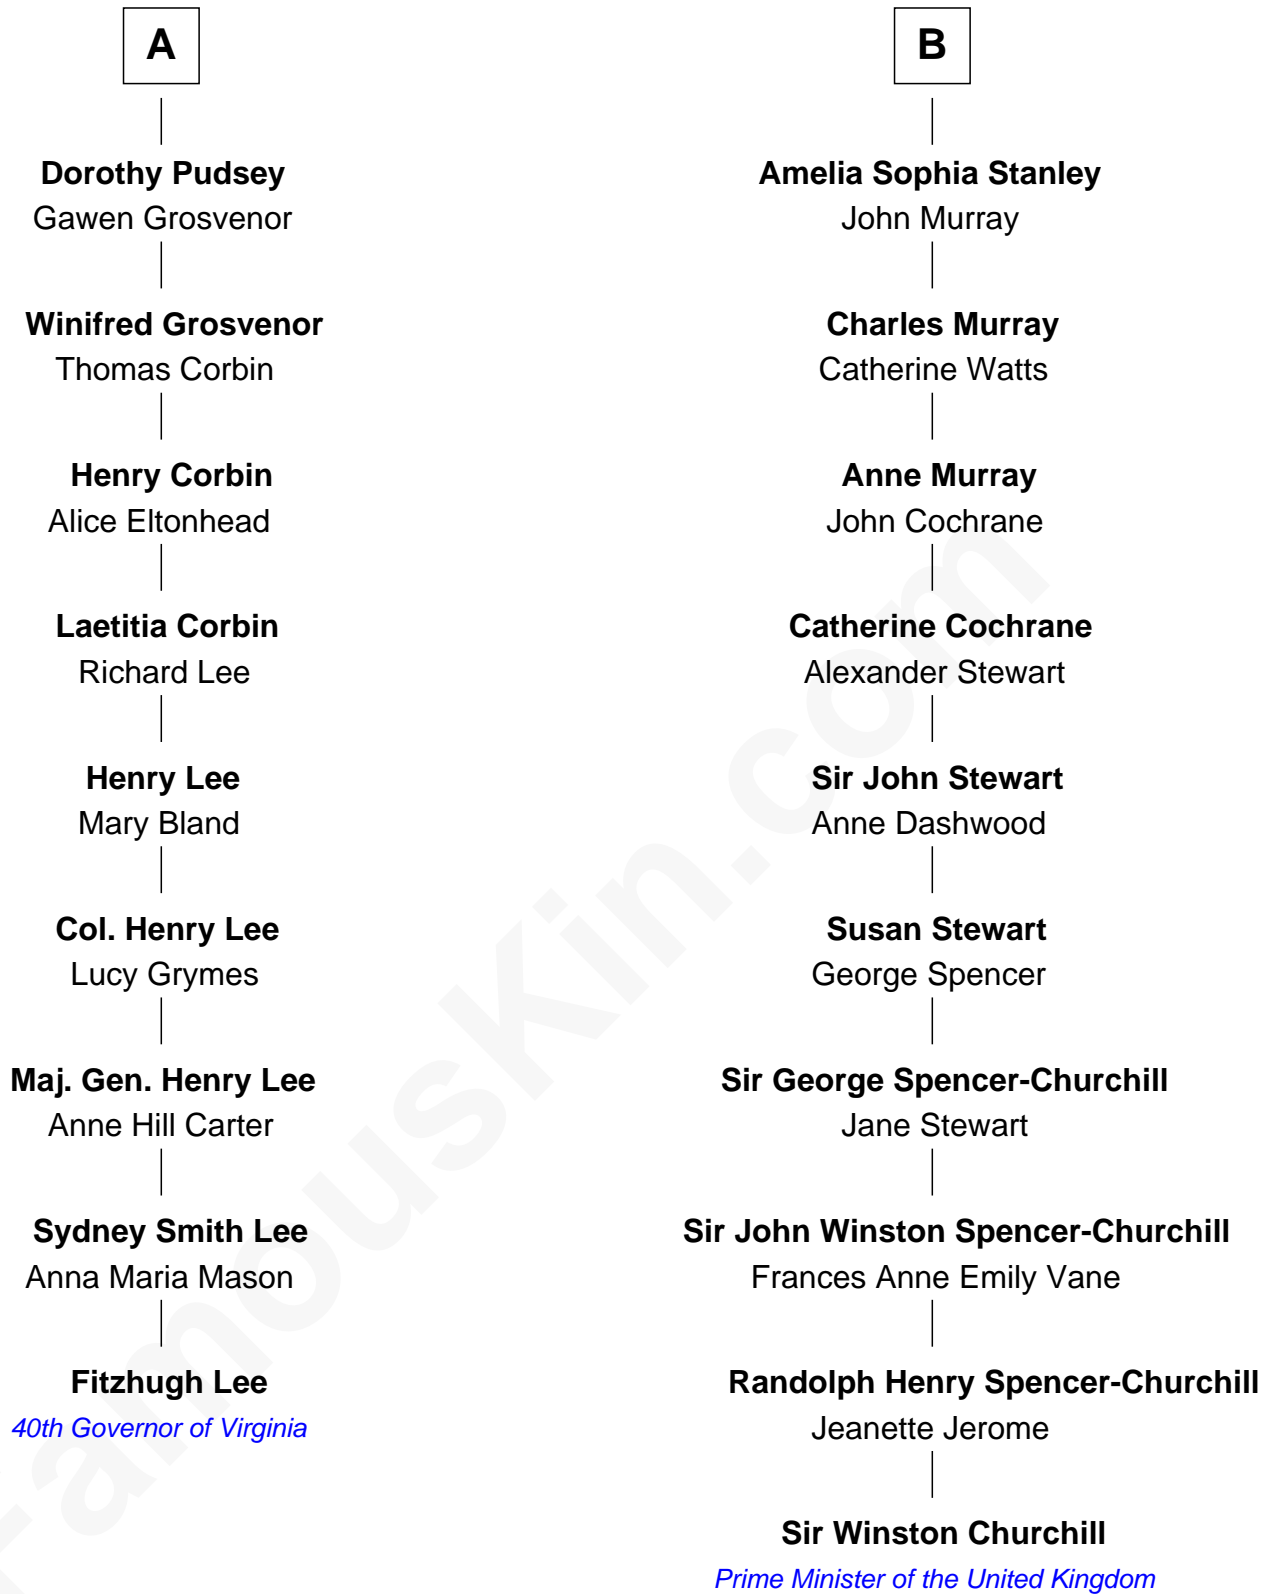 A
Dorothy Pudsey
Gawen Grosvenor
Winifred Grosvenor
Thomas Corbin
Henry Corbin
Alice Eltonhead
Laetitia Corbin
Richard Lee
Henry Lee
Mary Bland
Col. Henry Lee
Lucy Grymes
Maj. Gen. Henry Lee
Anne Hill Carter
Sydney Smith Lee
Anna Maria Mason
Fitzhugh Lee
40th Governor of Virginia
B
Amelia Sophia Stanley
John Murray
Charles Murray
Catherine Watts
Anne Murray
John Cochrane
Catherine Cochrane
Alexander Stewart
Sir John Stewart
Anne Dashwood
Susan Stewart
George Spencer
Sir George Spencer-Churchill
Jane Stewart
Sir John Winston Spencer-Churchill
Frances Anne Emily Vane
Randolph Henry Spencer-Churchill
Jeanette Jerome
Sir Winston Churchill
Prime Minister of the United Kingdom
FamousKin.com